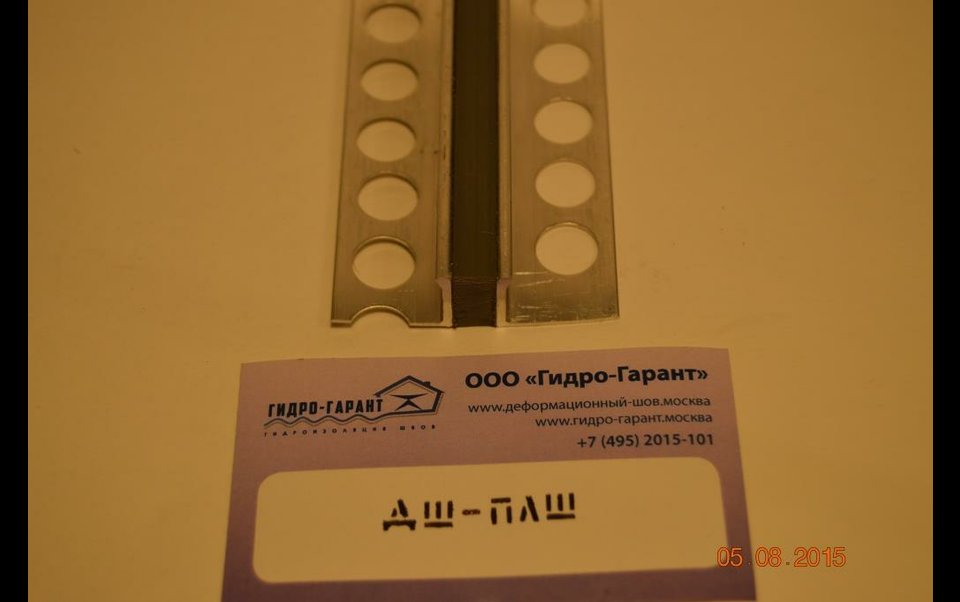 ГИДРО-ГАРАНТ
ГИДРОИЗОЛЯЦИЯ ШВОВ
ООО «Гидро-Гарант»
www.деформационный-шов.москва
www.гидро-гарант.москва
+7 (495) 2015-101
ДШ-ПЛШ
05.08.2015